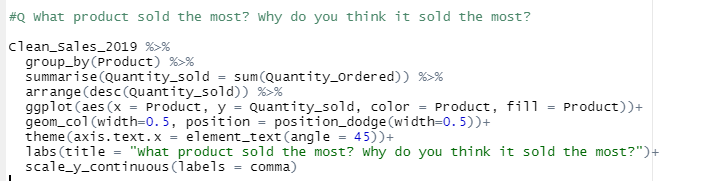 #Q What product sold the most? Why do you think it sold the most?
Clean_Sales_2019 %>%
group_by(Product) %>%
summarise(Quantity_sold = sum(Quantity_Ordered)) %>%
arrange(desc(Quantity_sold)) %>%
ggplot(aes(x = Product, y = Quantity_sold, color = Product, fill = Product))+
geom_col(width=0.5, position = position_dodge(width=0.5))+
theme(axis.text.x = element_text(angle = 45))+
labs(title = "What product sold the most? Why do you think it sold the most?")+
scale_y_continuous(labels = comma)